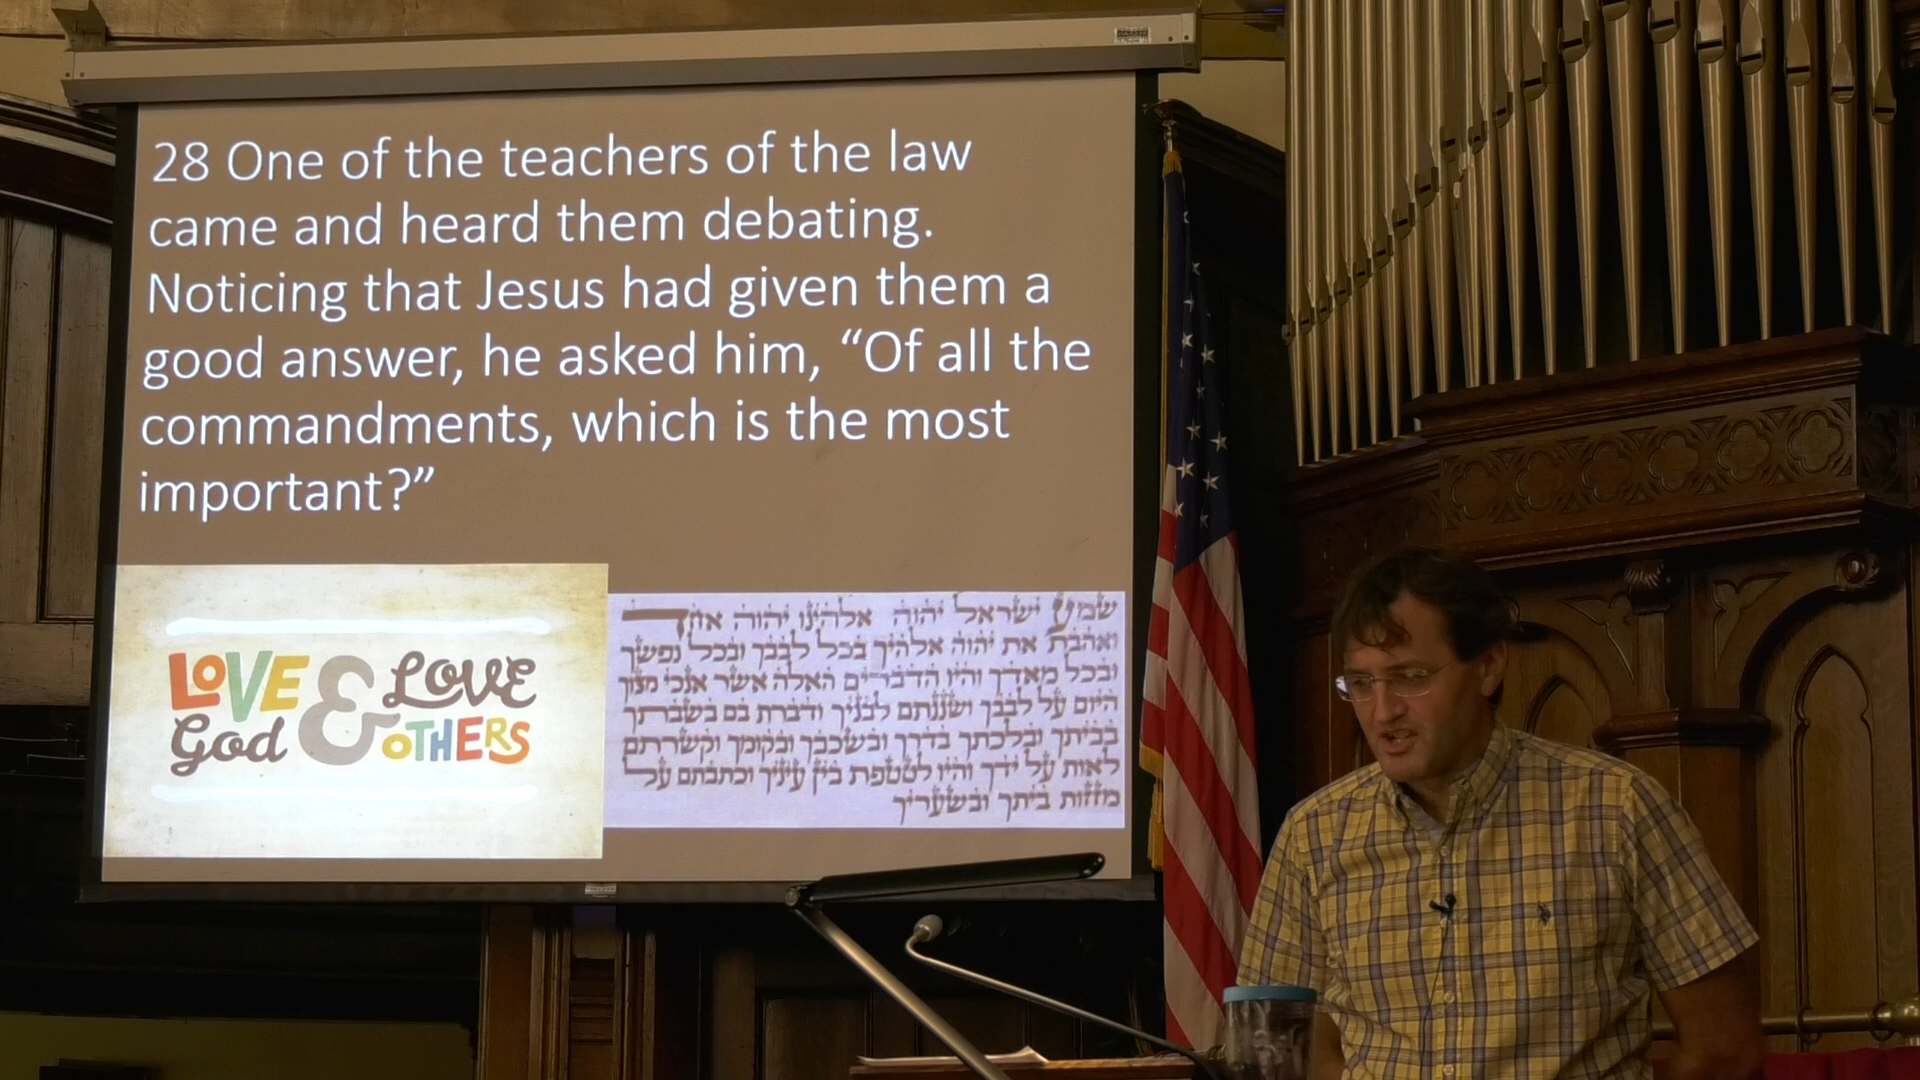 28 One of the teachers of the law
came and heard them debating.
Noticing that Jesus had given them a
good answer, he asked him, “Of all the
commandments, which is the most
important?”
LOVE & LOVE
God OTHERS
שמע ישראל יהוה אלהינו יהוה אחד
ואהבת את יהוה אלהיך בכל לבבך ובכל נפשך
ובכל מאדך והיו הדברים האלה אשר אנכי מצוך
היום על לבבך ושננתם לבניך ודברת בם בשבתך
בביתך ובלכתך בדרך ובשכבך ובקומך וקשרתם
לאות על ידך והיו לטטפת בין עיניך וכתבתם על
מזזות ביתך ובשעריך